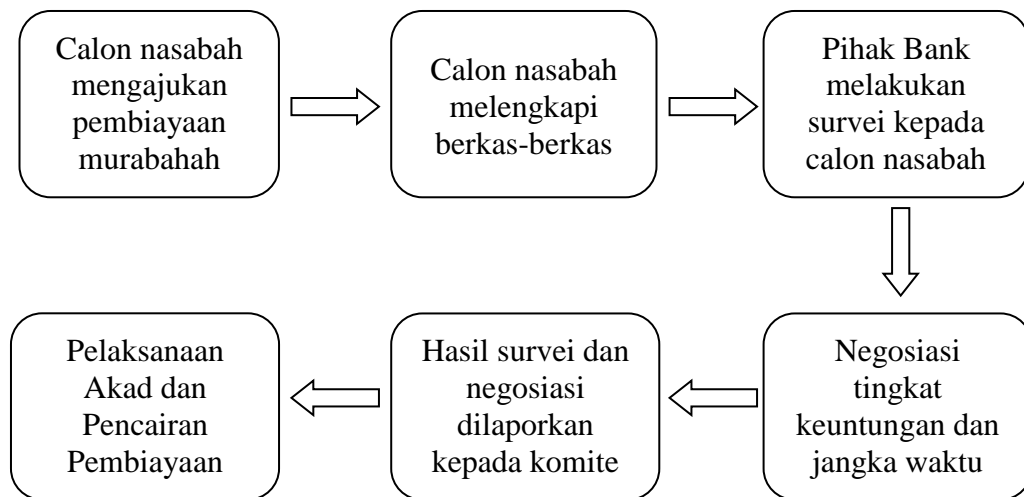 Calon nasabah
mengajukan
pembiayaan
murabahah
Calon nasabah
melengkapi
berkas-berkas
Pihak Bank
melakukan
survei kepada
calon nasabah
Negosiasi
tingkat
keuntungan dan
jangka waktu
Hasil survei dan
negosiasi
dilaporkan
kepada komite
Pelaksanaan
Akad dan
Pencairan
Pembiayaan